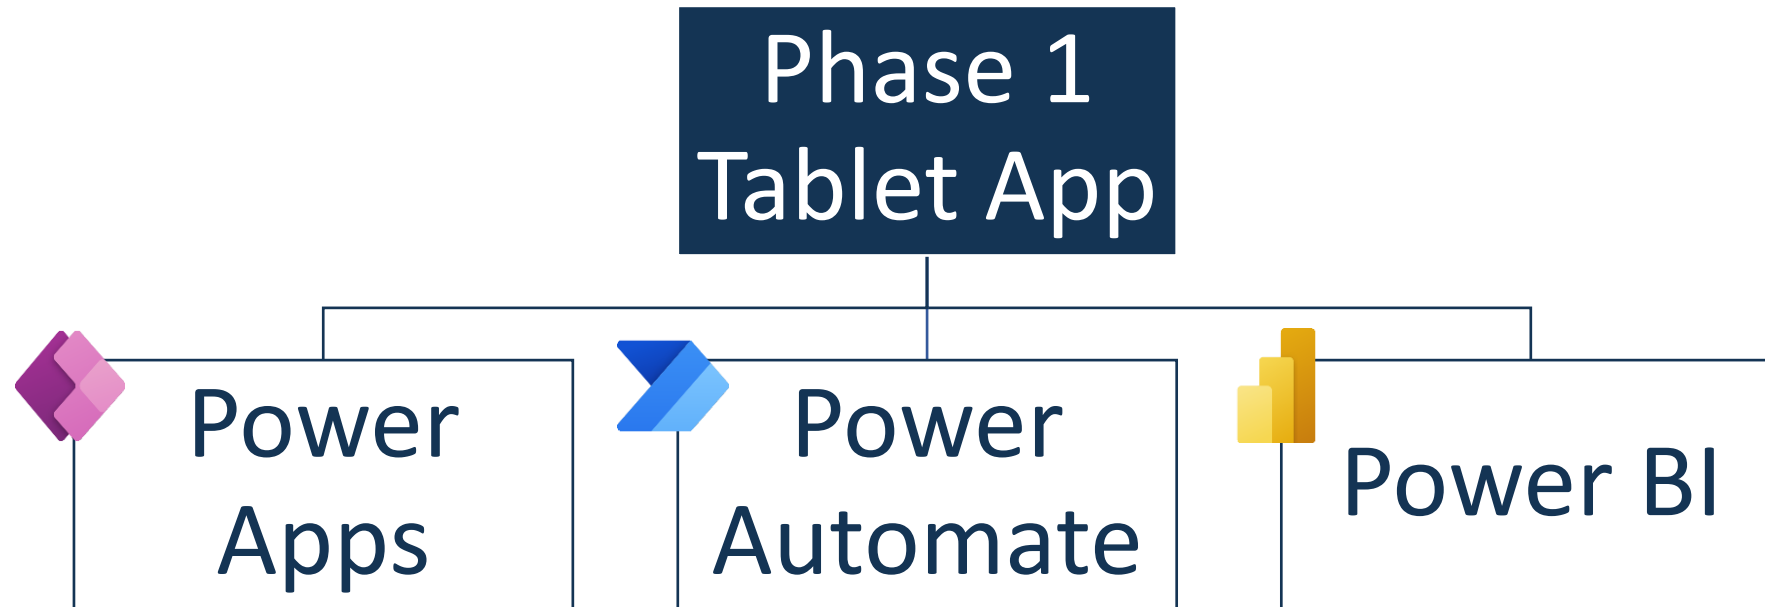 Phase 1
Tablet App
Power
Apps
Power
Automate
Power BI